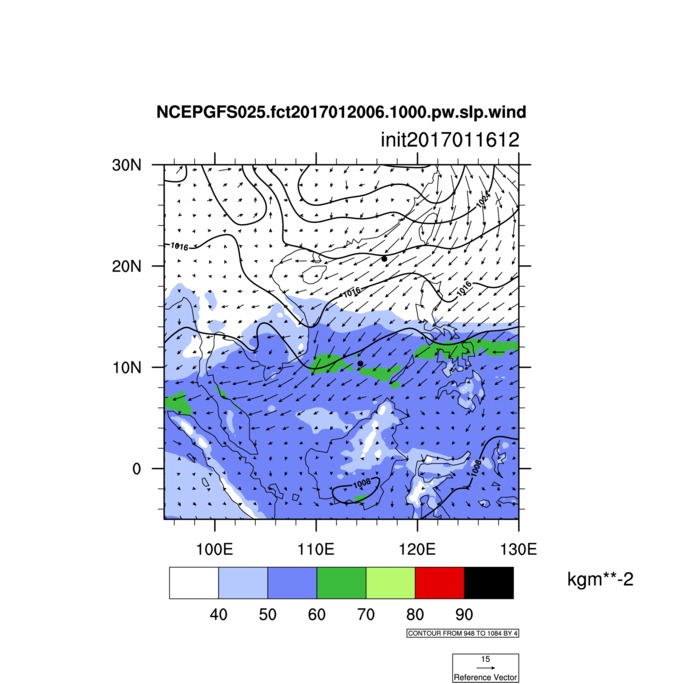 NCEPGFS025.fct2017012006.1000.pw.slp.wind
init2017011612
30N
1024
1016
20N
1016
1016
10N
0
1008
1008
100E 110E 120E 130E
kgm**-2
40 50 60 70 80 90
CONTOUR FROM 948 TO 1084 BY 4
15
Reference Vector